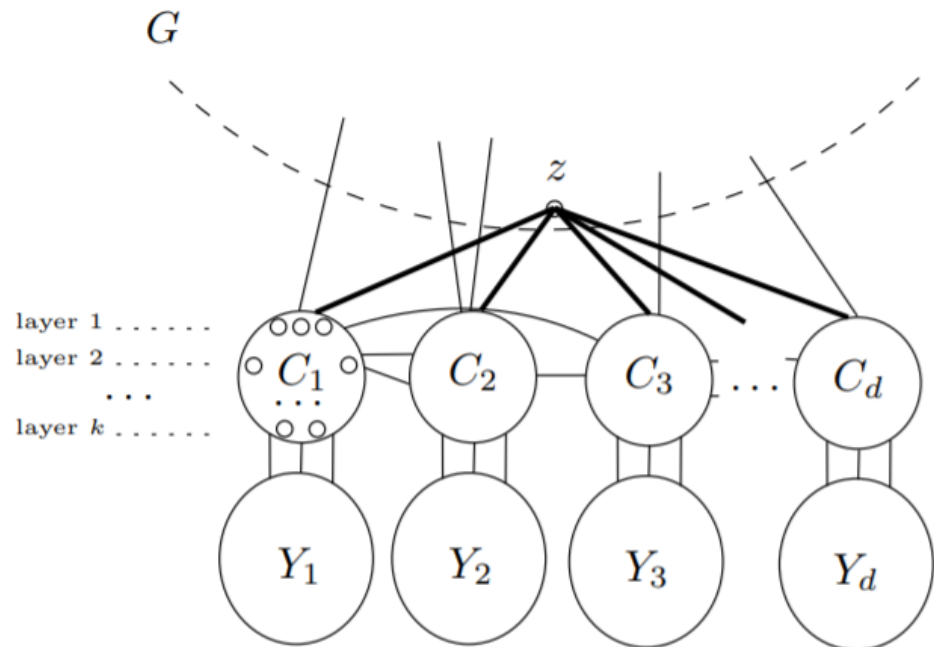 G
z
layer 1 . . . . . .
layer 2 . . . . . .
. . .
layer k . . . . . .
C1 C2 C3 . . . Cd
. . .
Y1 Y2 Y3 Yd